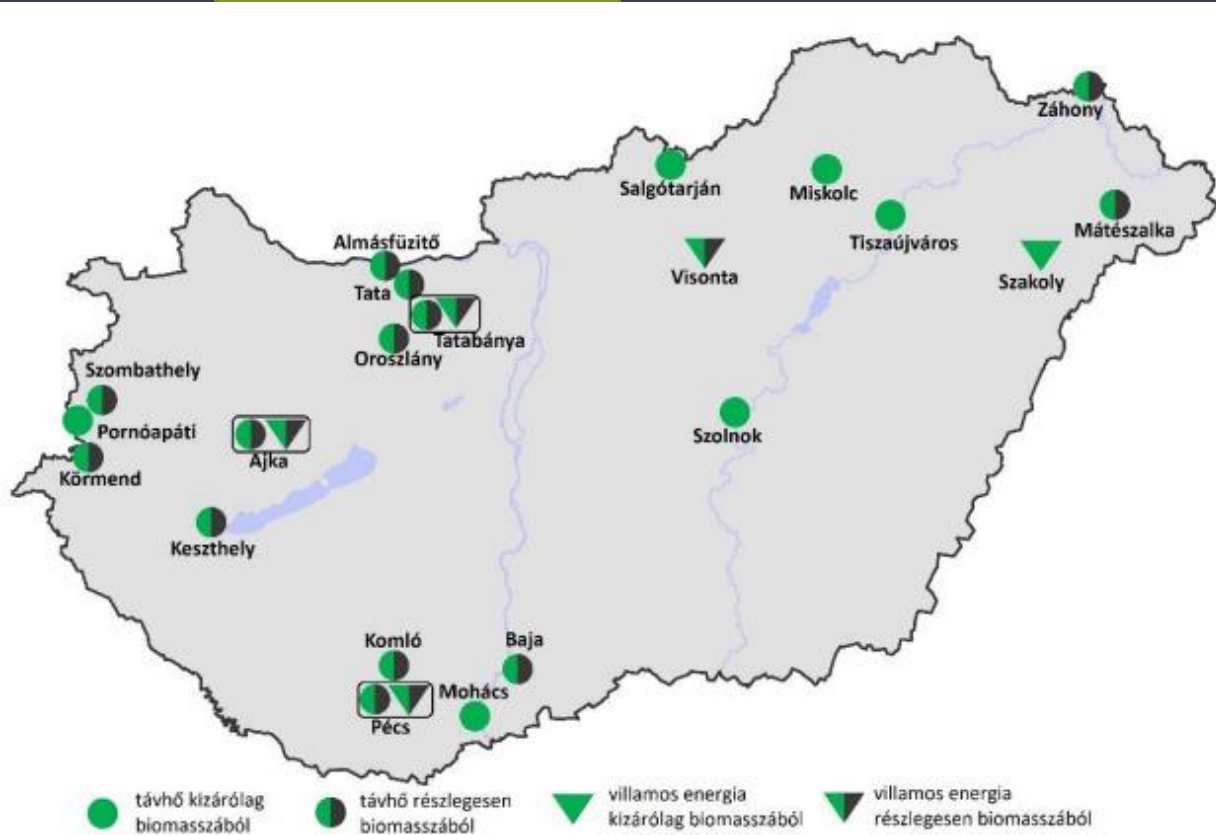 Záhony
Salgótarján
Miskolc
Mátészalka
Tiszaújváros
Almásfüzitő
Visonta
Szakoly
Tata
Tatabánya
Oroszlány
Szombathely
Pornóapáti
Szolnok
Ajka
Körmend
Keszthely
Komló
Baja
Mohács
Pécs
távhő kizárólag
biomasszából
távhő részlegesen
biomasszából
villamos energia
kizárólag biomasszából
villamos energia
részlegesen biomasszából